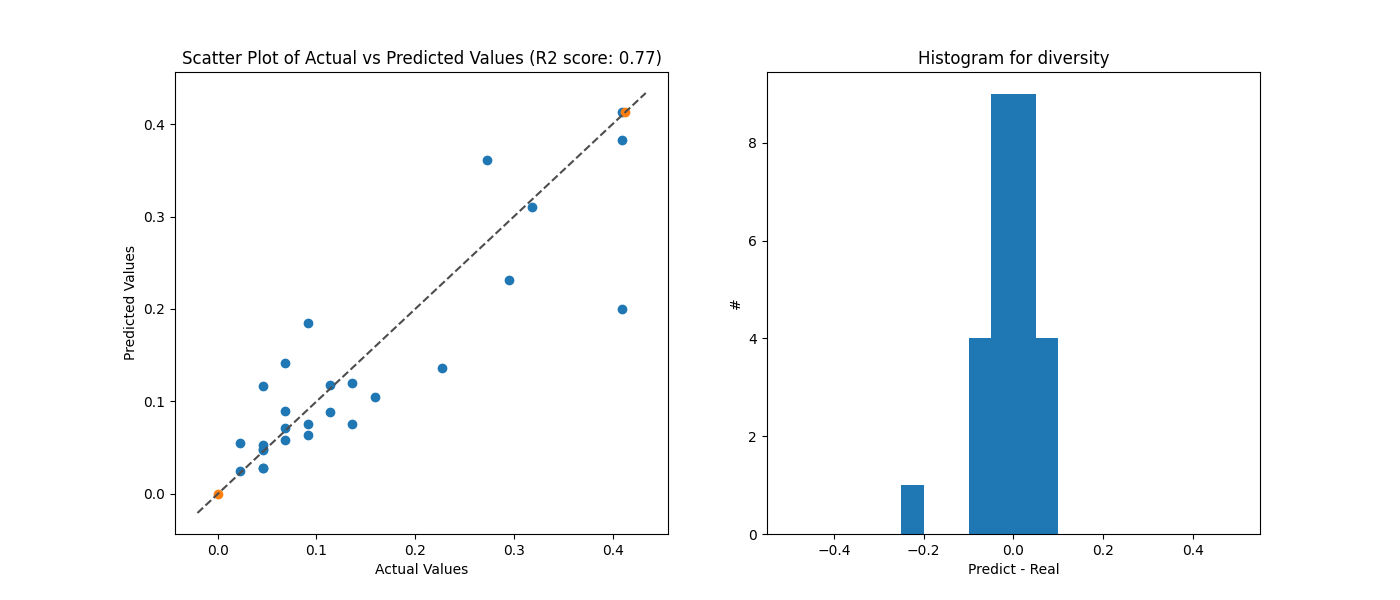 Scatter Plot of Actual vs Predicted Values (R2 score: 0.77)
Predicted Values
0.4
0.3
0.2
0.1
0.0
0.0 0.1 0.2 0.3 0.4
Actual Values
Histogram for diversity
#
8
6
4
2
0
−0.4 −0.2 0.0 0.2 0.4
Predict - Real